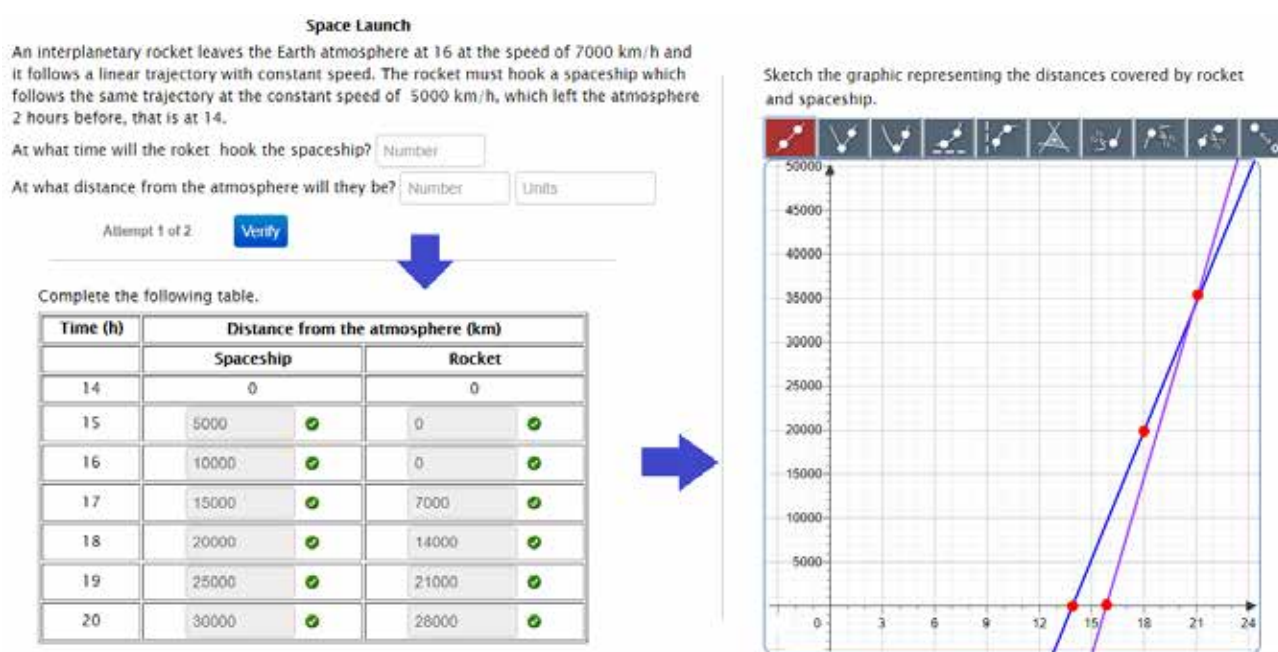 Space Launch
An interplanetary rocket leaves the Earth atmosphere at 16 at the speed of 7000 km/h and
it follows a linear trajectory with constant speed. The rocket must hook a spaceship which
follows the same trajectory at the constant speed of 5000 km/h, which left the atmosphere
2 hours before, that is at 14.
At what time will the roket hook the spaceship? Number
At what distance from the atmosphere will they be? Number Units
Attempt 1 of 2 Verify
Complete the following table.
Time (h) Distance from the atmosphere (km)
Spaceship Rocket
14 0 0
15 5000 0
16 10000 0
17 15000 7000
18 20000 14000
19 25000 21000
20 30000 28000
Sketch the graphic representing the distances covered by rocket
and spaceship.
50000
45000
40000
35000
30000
25000
20000
15000
10000
5000
0 3 6 9 12 15 18 21 24